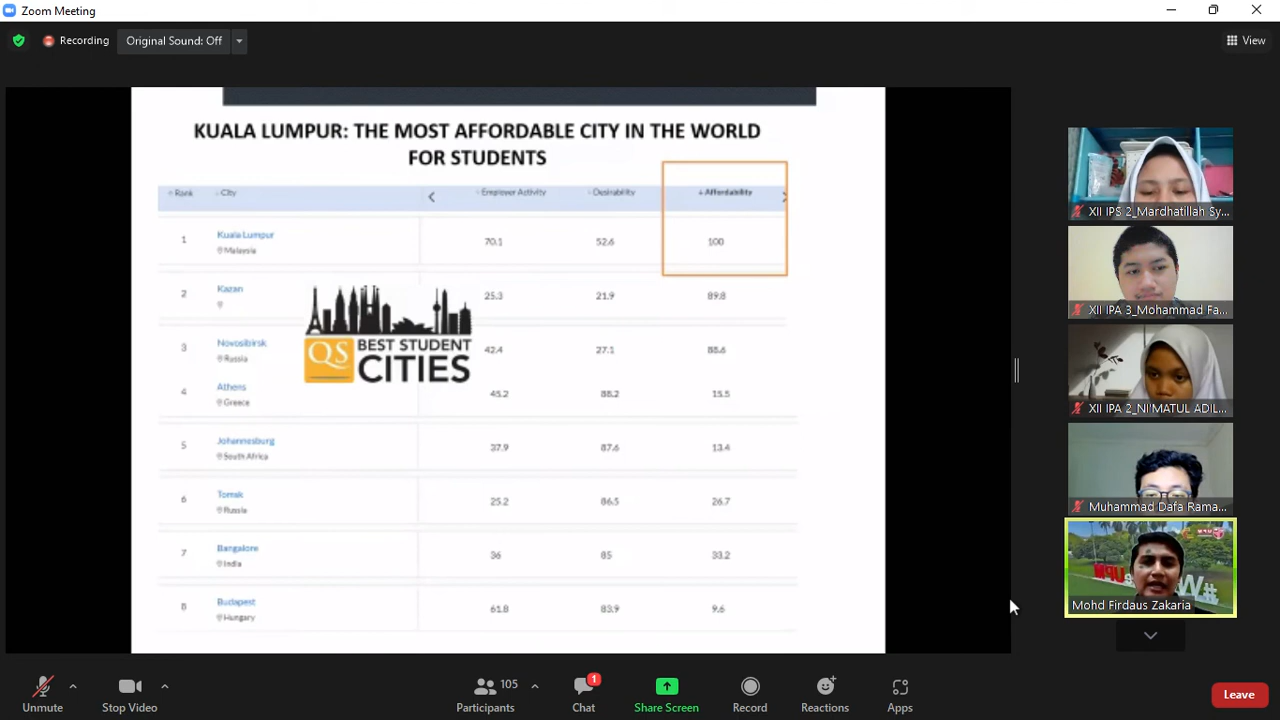 Zoom Meeting
Recording
Original Sound: Off
View
KUALA LUMPUR: THE MOST AFFORDABLE CITY IN THE WORLD
FOR STUDENTS
Rank City Employer Activity Desirability Affordability
1 Kuala Lumpur 70.1 52.6 100
Malaysia
2 Kazan 25.3 21.9 89.8
3 Novosibirsk 42.4 27.1 88.6
Russia
QS BEST STUDENT
CITIES
4 Athens 45.2 88.2 15.5
Greece
5 Johannesburg 37.9 87.6 13.4
South Africa
6 Tomsk 25.2 86.5 26.7
Russia
7 Bangalore 36 85 33.2
India
8 Budapest 61.8 83.9 9.6
Hungary
XII IPS 2_Mardhatillah Sy...
XII IPA 3_Mohammad Fa...
XII IPA 2_NI'MATUL ADIL...
Muhammad Dafa Rama...
Mohd Firdaus Zakaria
Unmute
Stop Video
105
Participants
1
Chat
Share Screen
Record
Reactions
Apps
Leave